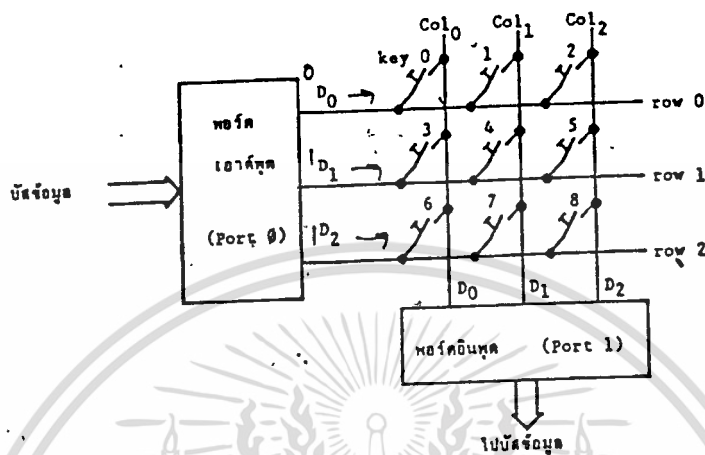 Col0 Col1 Col2
key 0 1 2
0
D0 row 0
พอร์ต
เอาต์พุต
(Port 0)
3 4 5
1 D1 row 1
บัสข้อมูล
6 7 8
1 D2 row 2
D0 D1 D2
พอร์ตอินพุต (Port 1)
ไปบัสข้อมูล